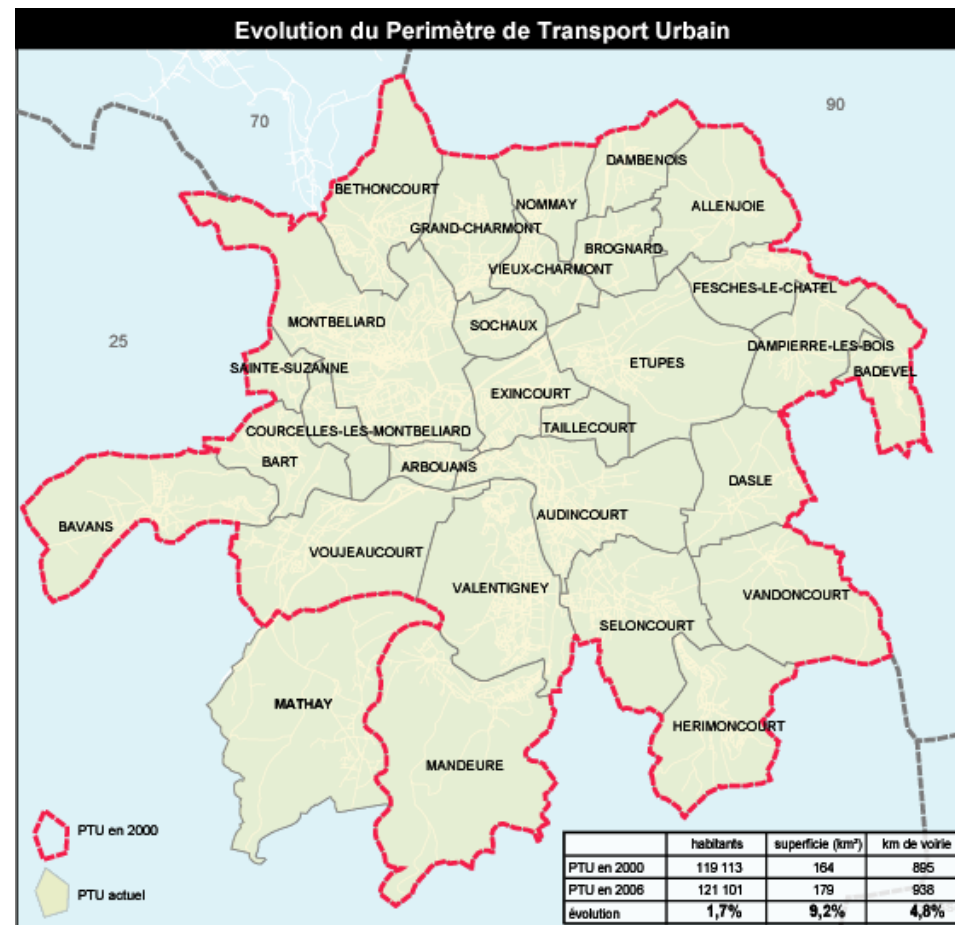 Evolution du Perimètre de Transport Urbain
70
90
DAMBENOIS
BETHONCOURT
NOMMAY
ALLENJOIE
GRAND-CHARMONT
BROGNARD
VIEUX-CHARMONT
FESCHES-LE-CHATEL
MONTBELIARD
SOCHAUX
25
DAMPIERRE-LES-BOIS
ETUPES
SAINTE-SUZANNE
BADEVEL
EXINCOURT
TAILLECOURT
COURCELLES-LES-MONTBELIARD
BART
ARBOUANS
DASLE
AUDINCOURT
BAVANS
VOUJEAUCOURT
VALENTIGNEY
VANDONCOURT
SELONCOURT
MATHAY
HERIMONCOURT
MANDEURE
PTU en 2000
PTU actuel
habitants superficie (km²) km de voirie
PTU en 2000 119 113 164 895
PTU en 2006 121 101 179 938
évolution 1,7% 9,2% 4,8%